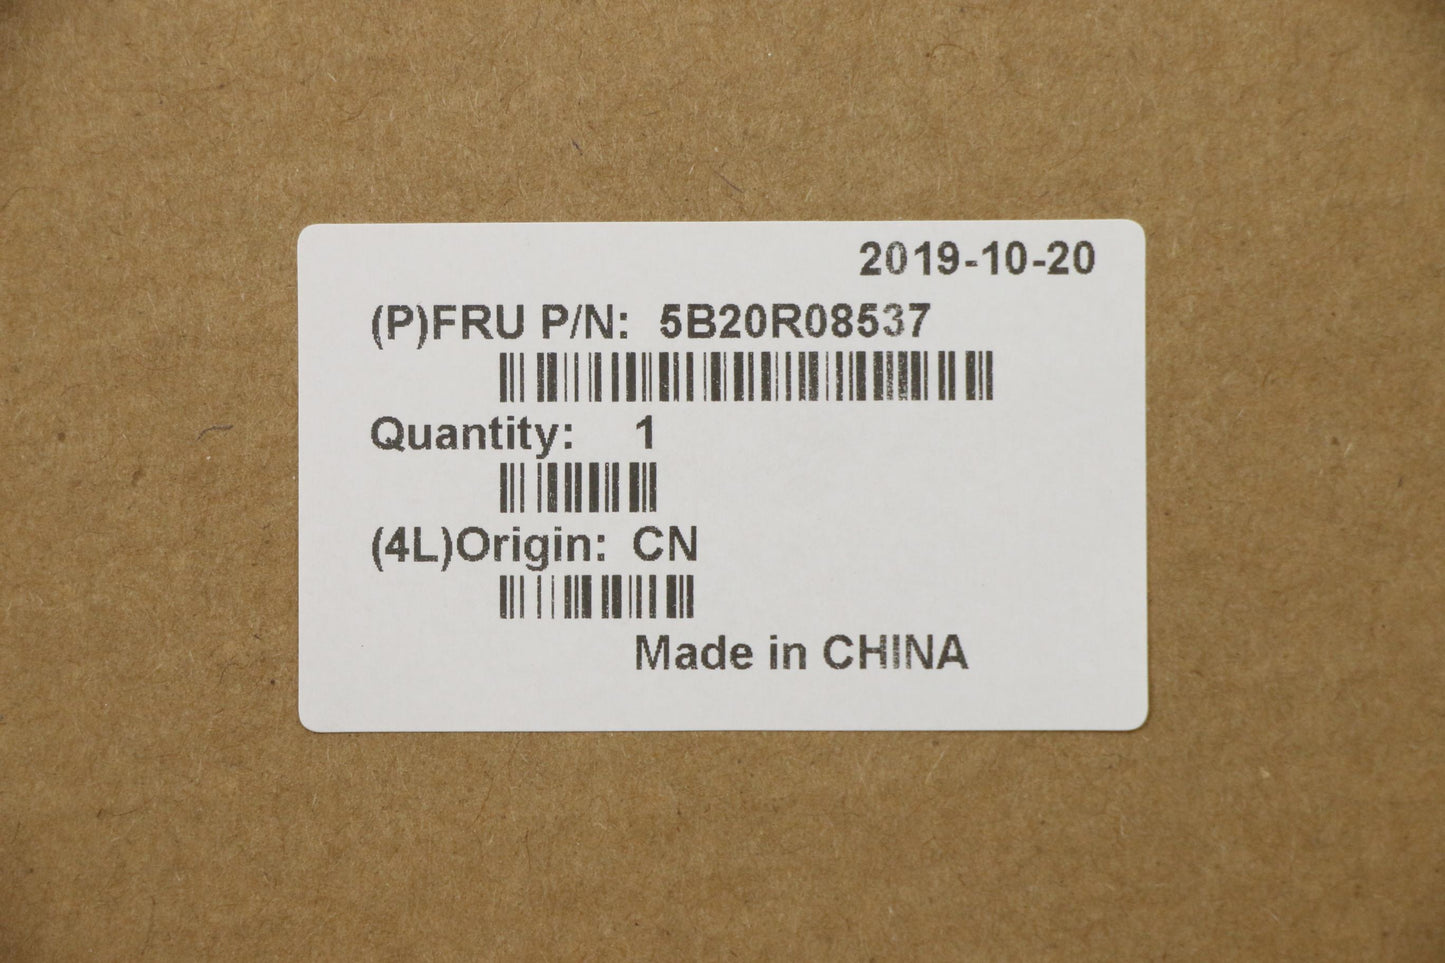 2019-10-20
(P)FRU P/N: 5B20R08537
Quantity: 1
(4L)Origin: CN
Made in CHINA